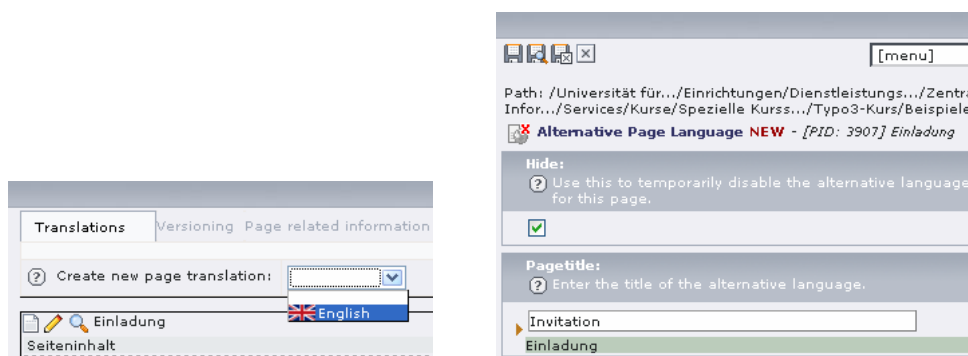 Translations Versioning Page related information
Create new page translation:
English
Einladung
Seiteninhalt
[menu]
Path: /Universität für.../Einrichtungen/Dienstleistungs.../Zentra
Infor.../Services/Kurse/Spezielle Kurss.../Typo3-Kurs/Beispiele
Alternative Page Language NEW - [PID: 3907] Einladung
Hide:
Use this to temporarily disable the alternative language
for this page.
Pagetitle:
Enter the title of the alternative language.
Invitation
Einladung